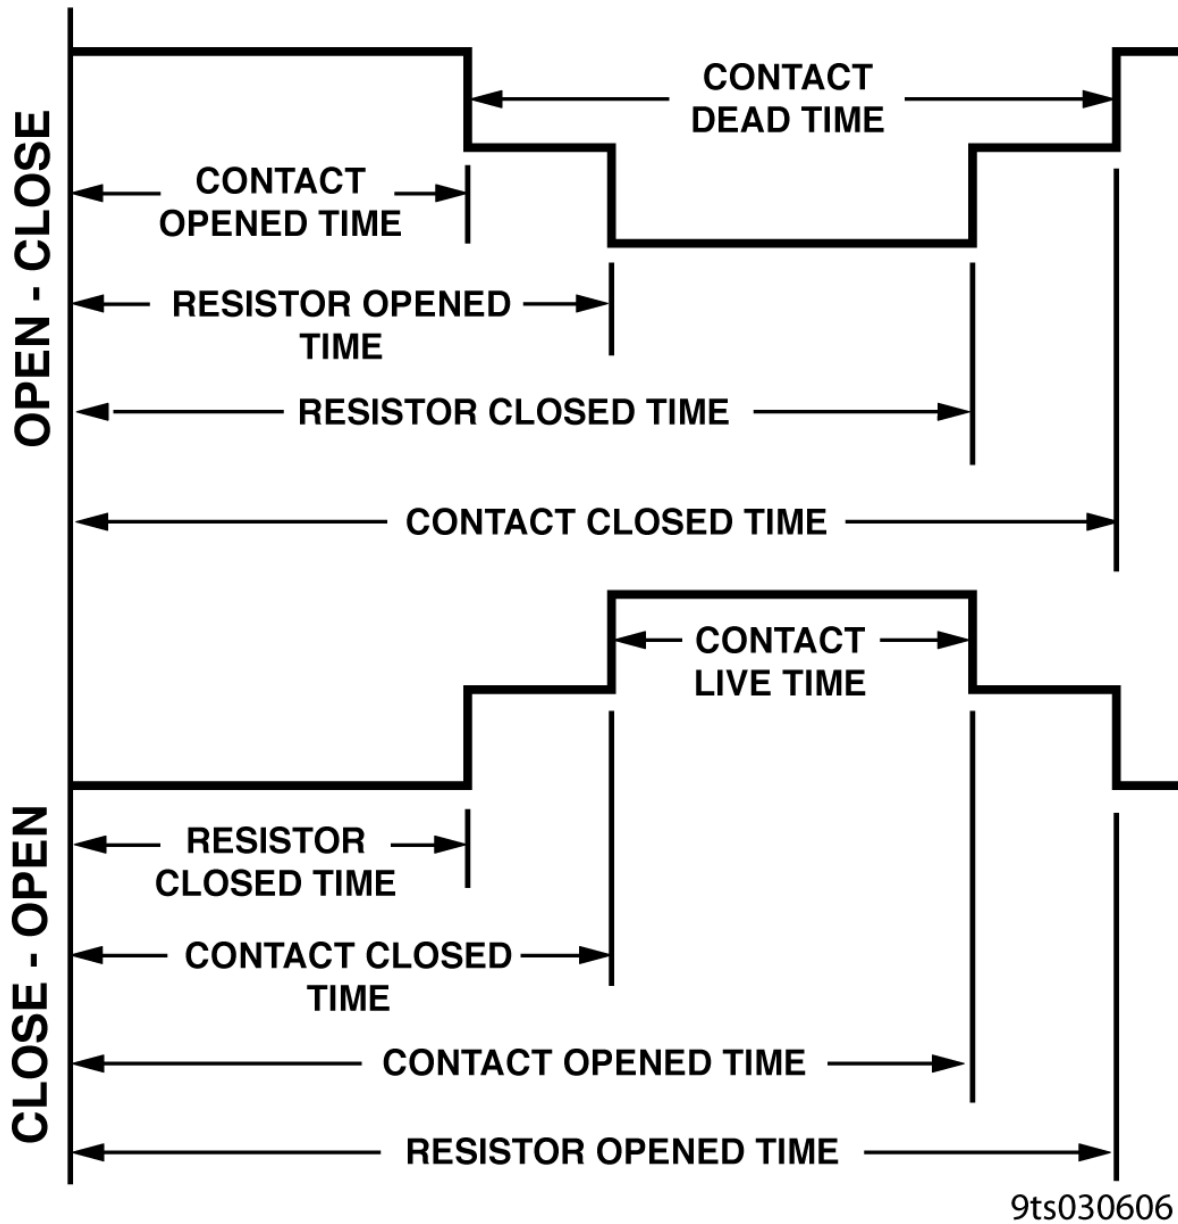 OPEN - CLOSE
CONTACT
DEAD TIME
CONTACT
OPENED TIME
RESISTOR OPENED
TIME
RESISTOR CLOSED TIME
CONTACT CLOSED TIME
CLOSE - OPEN
CONTACT
LIVE TIME
RESISTOR
CLOSED TIME
CONTACT CLOSED
TIME
CONTACT OPENED TIME
RESISTOR OPENED TIME
9ts030606